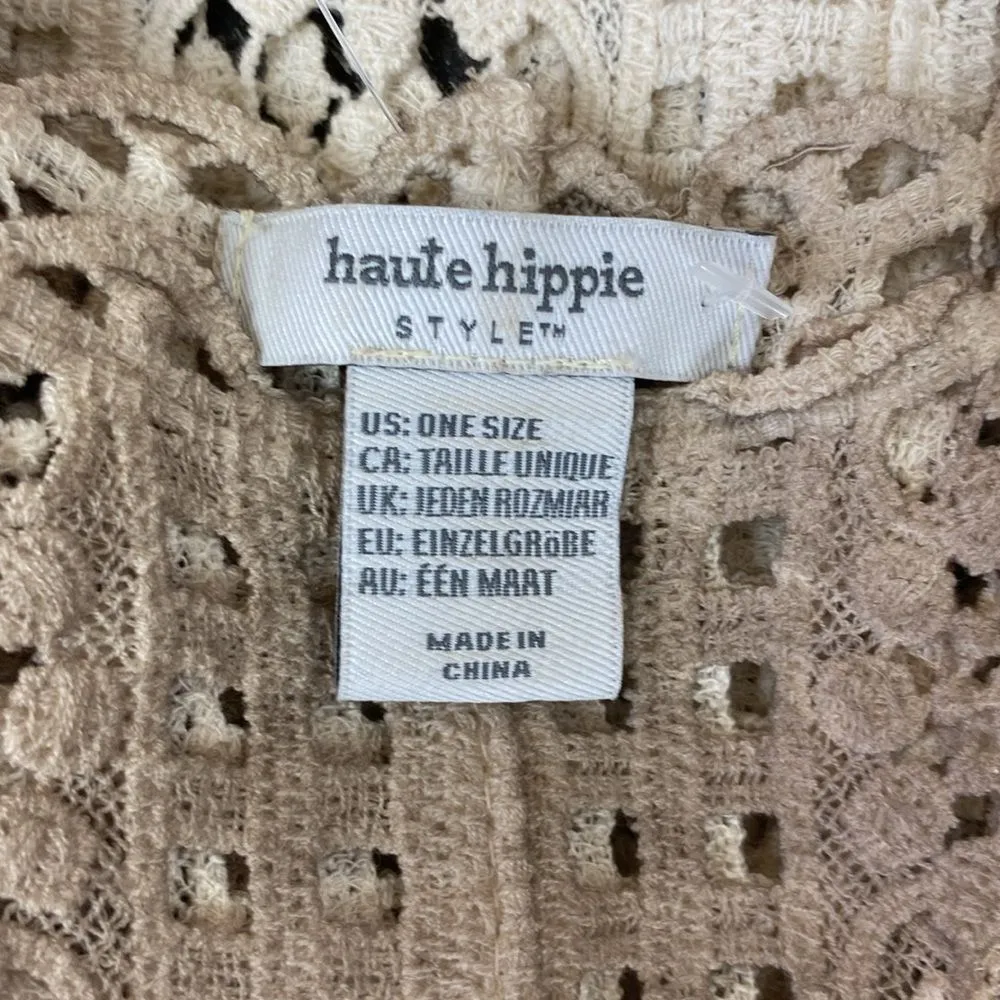 haute hippie
STYLE™
US: ONE SIZE
CA: TAILLE UNIQUE
UK: JEDEN ROZMIAR
EU: EINZELGRöBE
AU: ÉÉN MAAT
MADE IN
CHINA